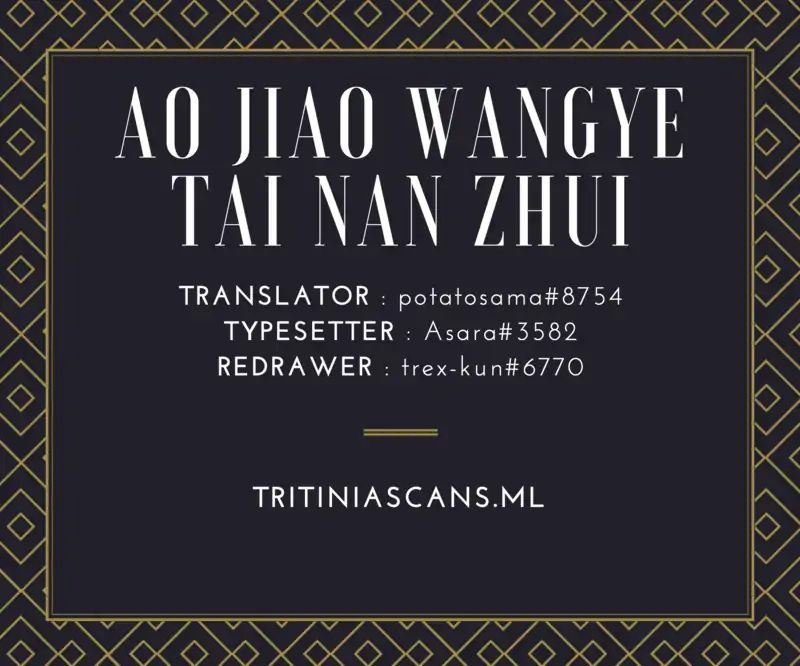 AO JIAO WANGYE
TAI NAN ZHUI
TRANSLATOR : potatosama#8754
TYPESETTER : Asara#3582
REDRAWER : trex-kun#6770
TRITINIASCANS.ML